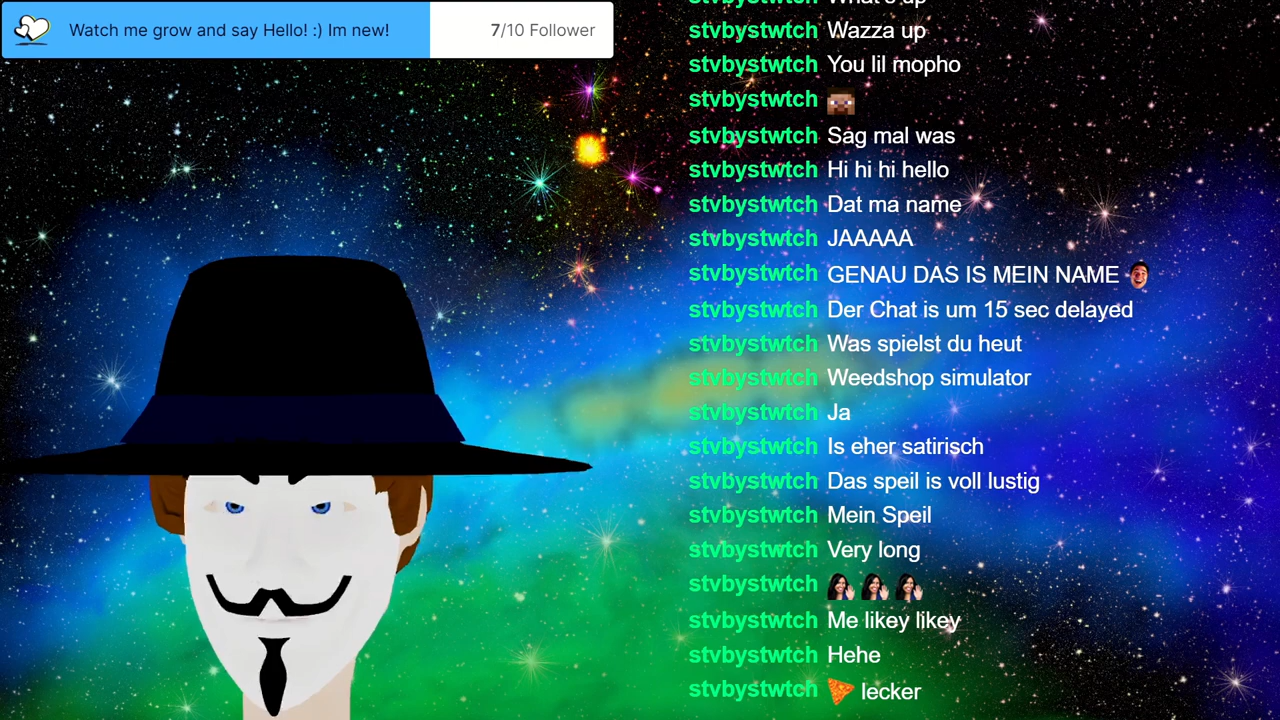 Watch me grow and say Hello! :) Im new!
7/10 Follower
stvbystwtch What's up
stvbystwtch Wazza up
stvbystwtch You lil mopho
stvbystwtch
stvbystwtch Sag mal was
stvbystwtch Hi hi hi hello
stvbystwtch Dat ma name
stvbystwtch JAAAAA
stvbystwtch GENAU DAS IS MEIN NAME
stvbystwtch Der Chat is um 15 sec delayed
stvbystwtch Was spielst du heut
stvbystwtch Weedshop simulator
stvbystwtch Ja
stvbystwtch Is eher satirisch
stvbystwtch Das speil is voll lustig
stvbystwtch Mein Speil
stvbystwtch Very long
stvbystwtch
stvbystwtch Me likey likey
stvbystwtch Hehe
stvbystwtch lecker